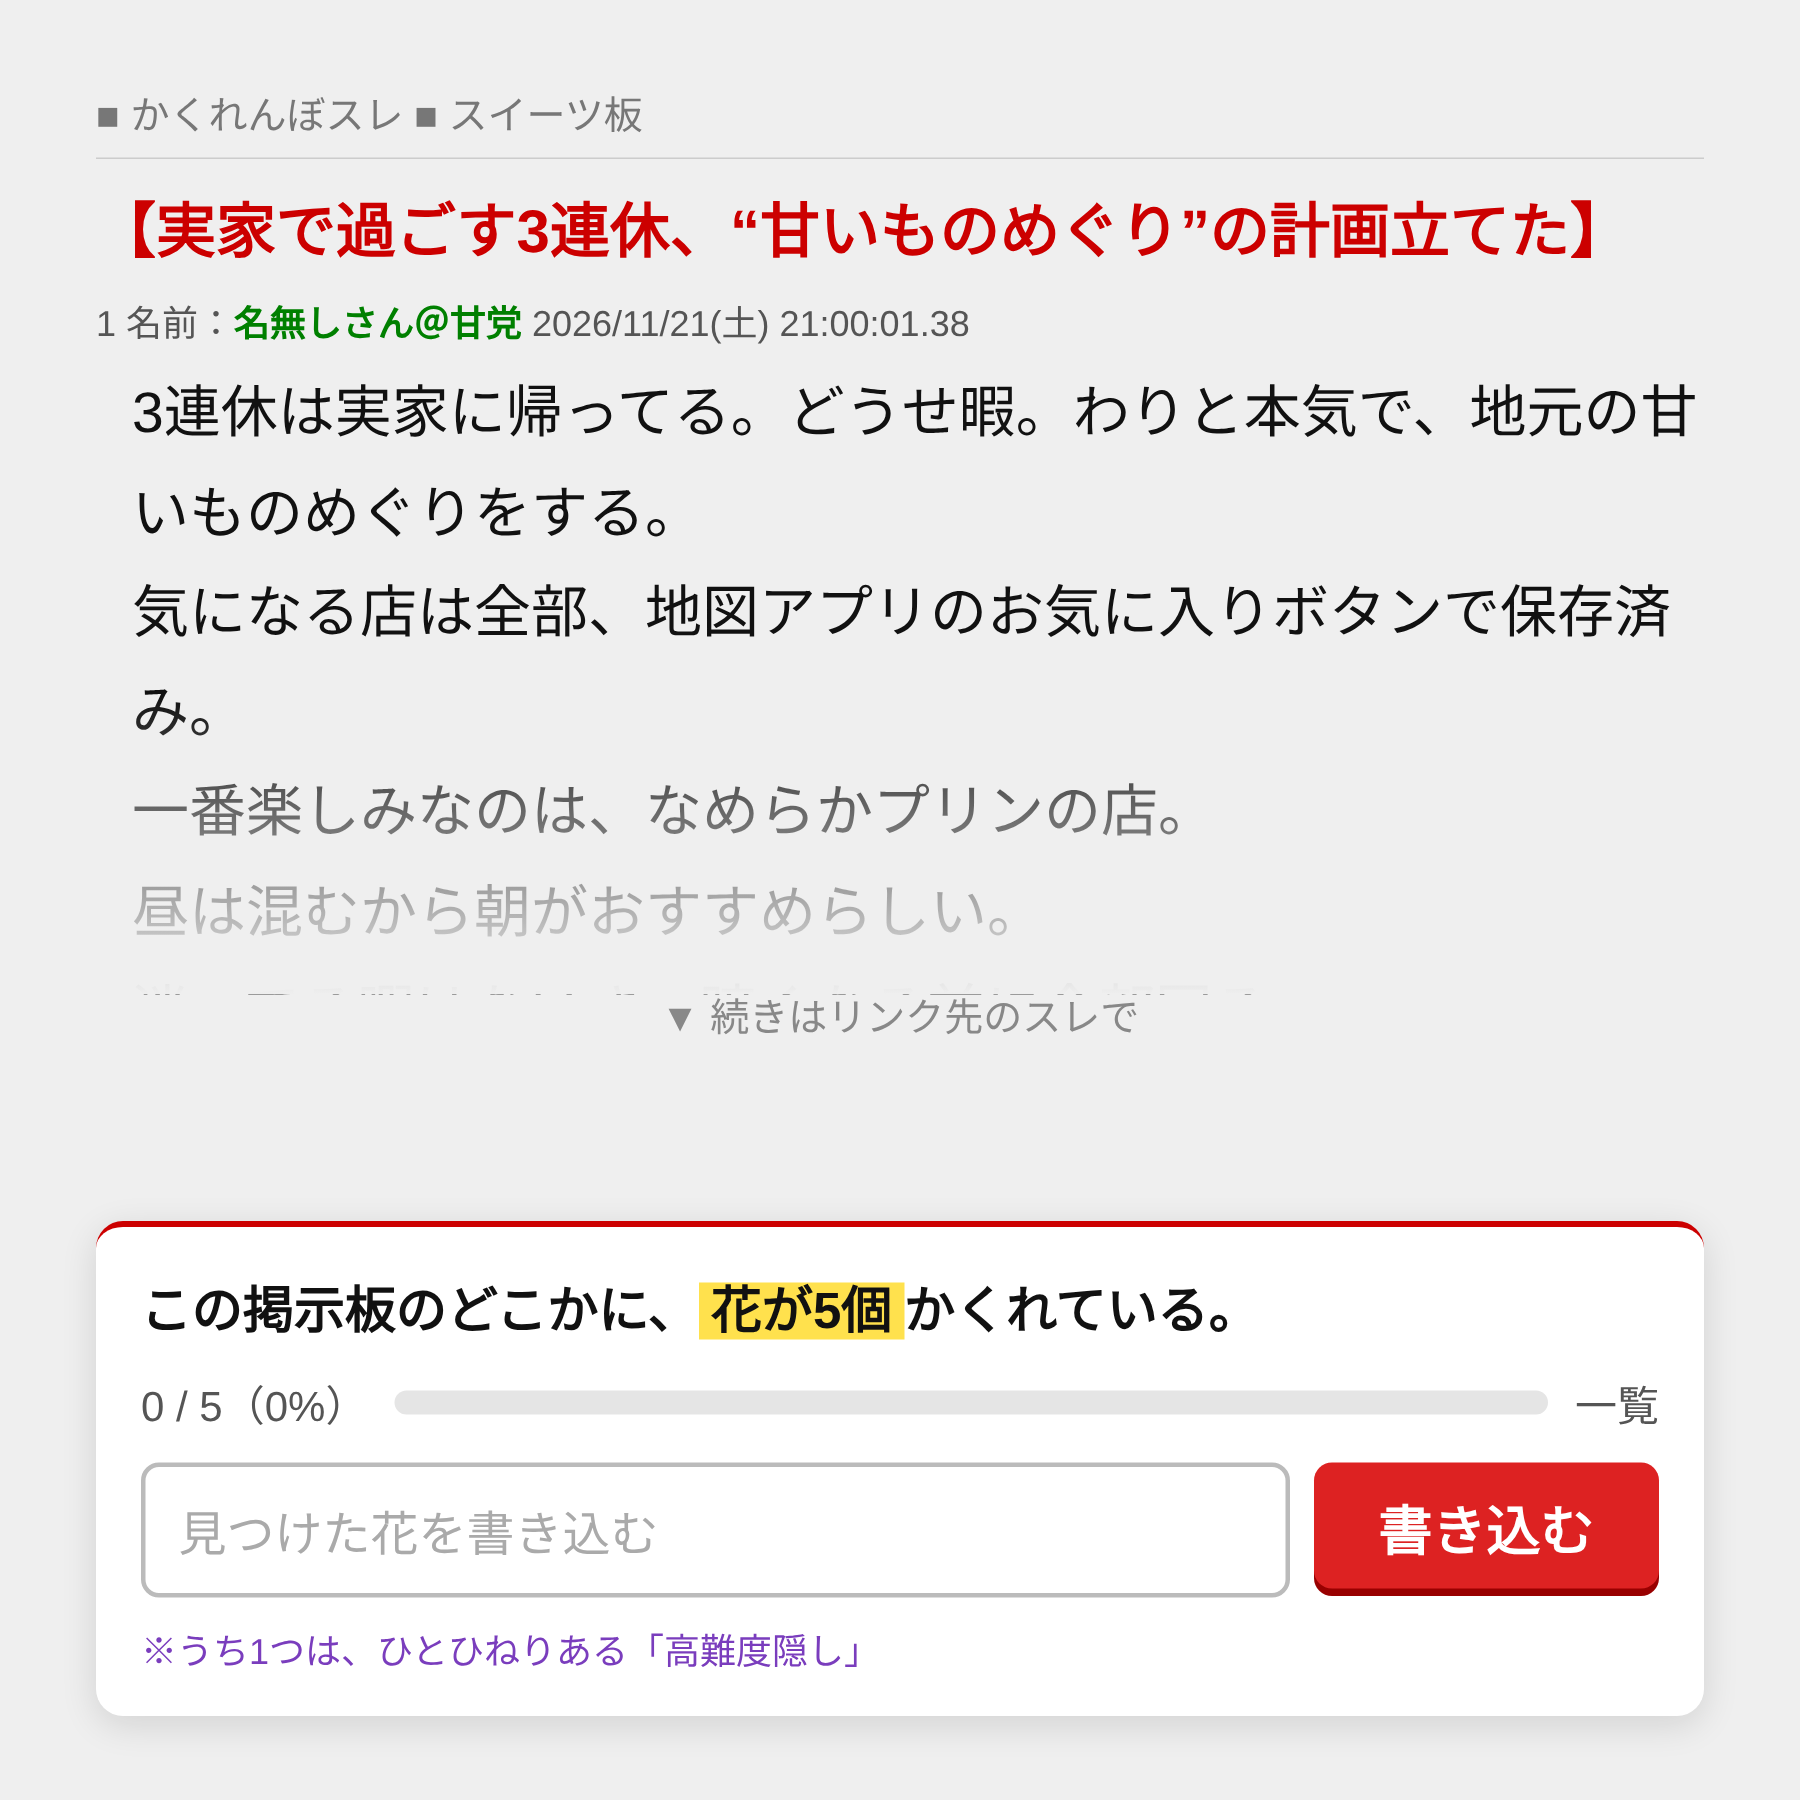 ■ かくれんぼスレ ■ スイーツ板
【実家で過ごす3連休、“甘いものめぐり”の計画立てた】
1 名前：名無しさん＠甘党 2026/11/21(土) 21:00:01.38
3連休は実家に帰ってる。どうせ暇。わりと本気で、地元の甘
いものめぐりをする。
気になる店は全部、地図アプリのお気に入りボタンで保存済
み。
一番楽しみなのは、なめらかプリンの店。
昼は混むから朝がおすすめらしい。
▼ 続きはリンク先のスレで
この掲示板のどこかに、花が5個かくれている。
0 / 5（0%） 一覧
見つけた花を書き込む 書き込む
※うち1つは、ひとひねりある「高難度隠し」